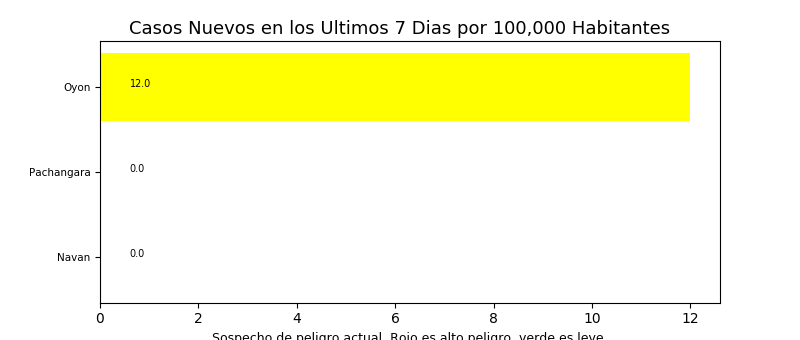 Casos Nuevos en los Ultimos 7 Dias por 100,000 Habitantes
Oyon
12.0
Pachangara
0.0
Navan
0.0
0 2 4 6 8 10 12
Sospecho de peligro actual. Rojo es alto peligro, verde es leve